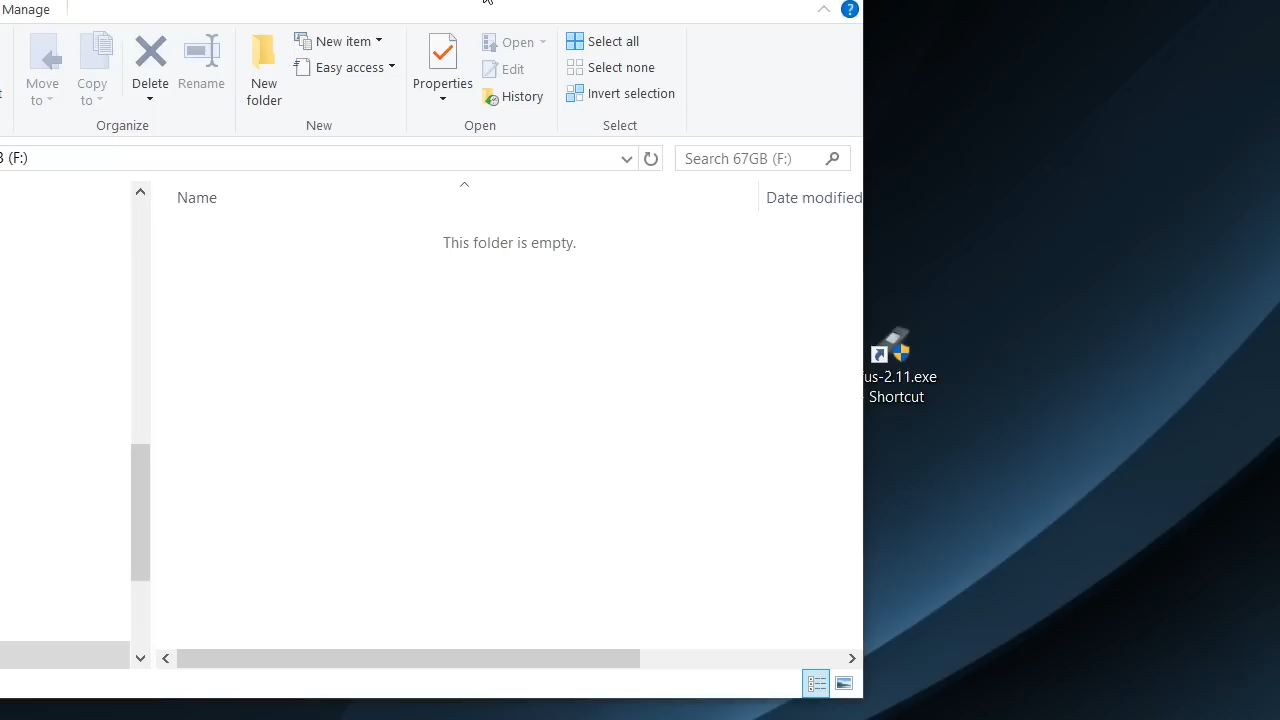 Manage
?
Move to
Copy to
Delete
Rename
New folder
New item
Easy access
Properties
Open
Edit
History
Select all
Select none
Invert selection
Organize
New
Open
Select
(F:)
Search 67GB (F:)
Name
Date modified
This folder is empty.
us-2.11.exe
Shortcut